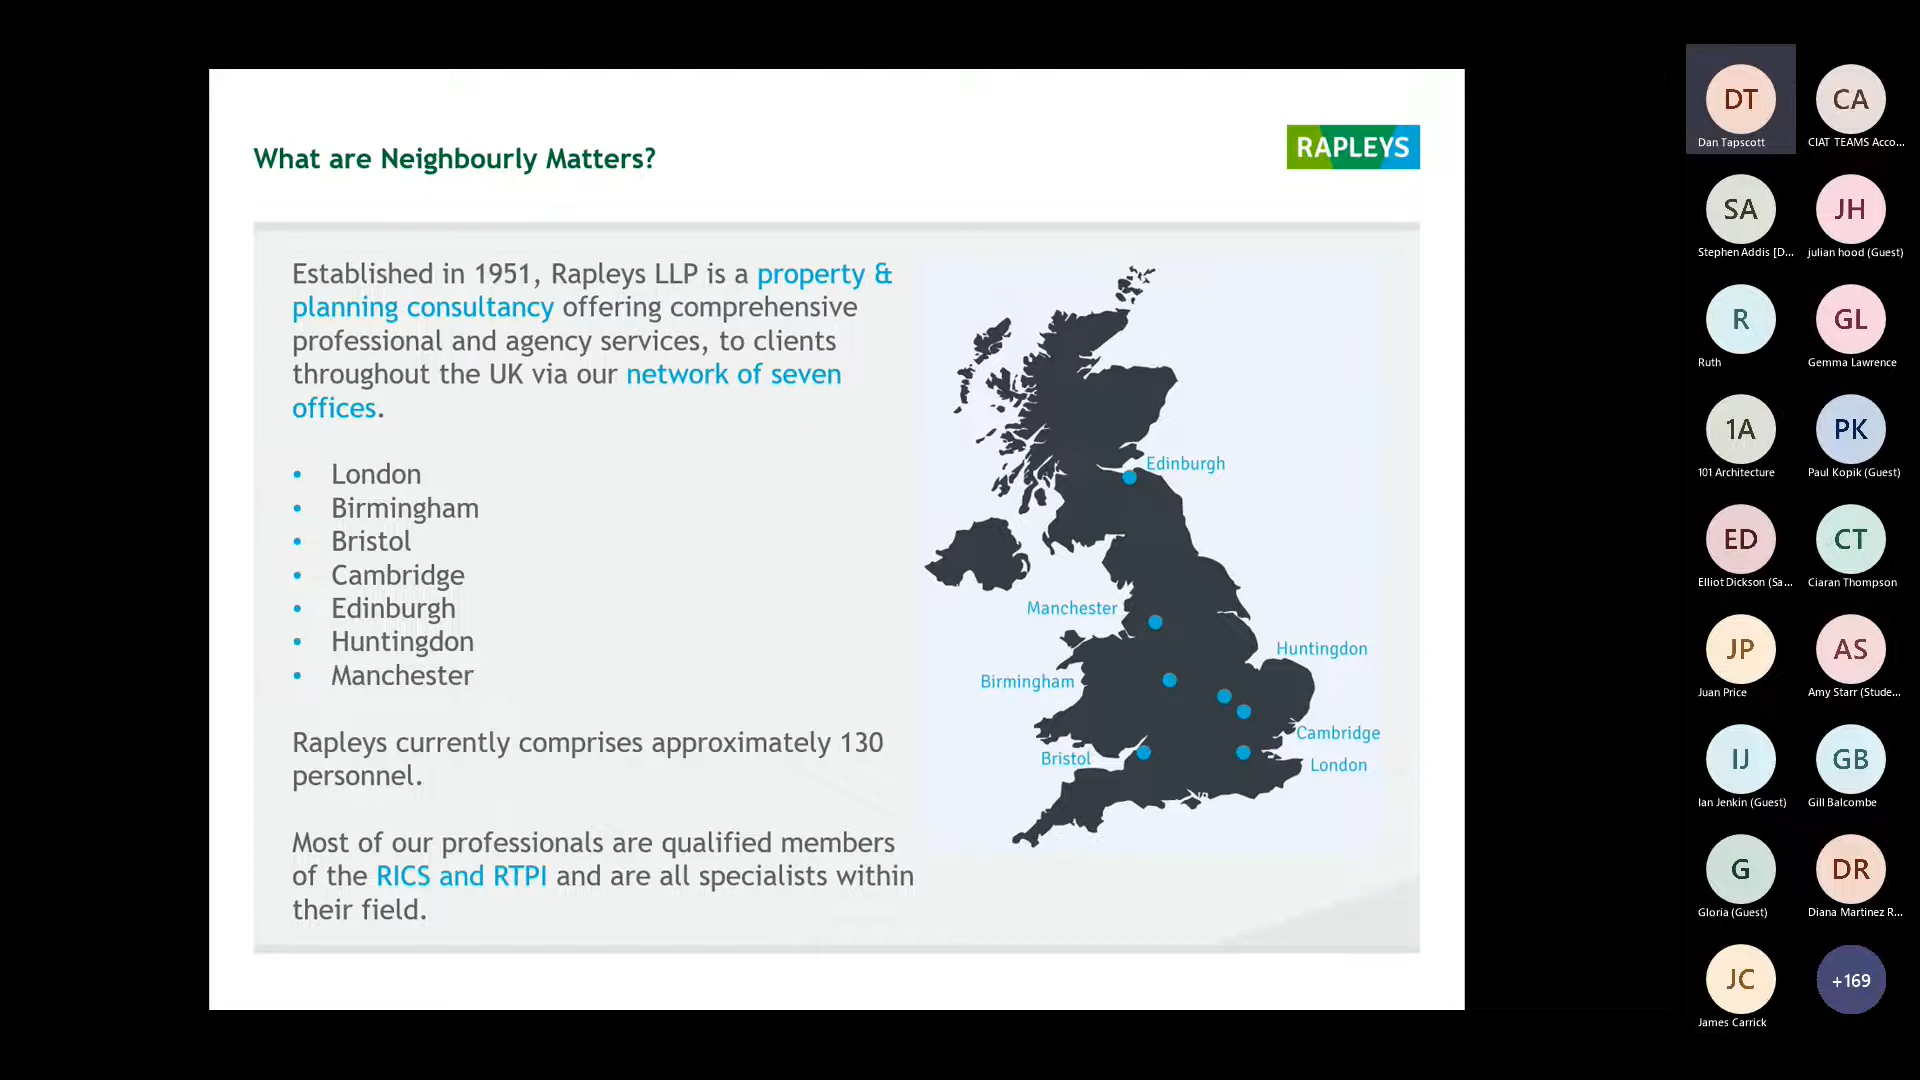 What are Neighbourly Matters?
RAPLEYS
Established in 1951, Rapleys LLP is a property &
planning consultancy offering comprehensive
professional and agency services, to clients
throughout the UK via our network of seven
offices.
• London
• Birmingham
• Bristol
• Cambridge
• Edinburgh
• Huntingdon
• Manchester
Rapleys currently comprises approximately 130
personnel.
Most of our professionals are qualified members
of the RICS and RTPI and are all specialists within
their field.
Edinburgh
Manchester
Huntingdon
Birmingham
Cambridge
Bristol
London
DT
Dan Tapscott
CA
CIAT TEAMS Acco...
SA
Stephen Addis [D...
JH
julian hood (Guest)
R
Ruth
GL
Gemma Lawrence
1A
101 Architecture
PK
Paul Kopik (Guest)
ED
Elliot Dickson (Sa...
CT
Ciaran Thompson
JP
Juan Price
AS
Amy Starr (Stude...
IJ
Ian Jenkin (Guest)
GB
Gill Balcombe
G
Gloria (Guest)
DR
Diana Martinez R...
JC
James Carrick
+169